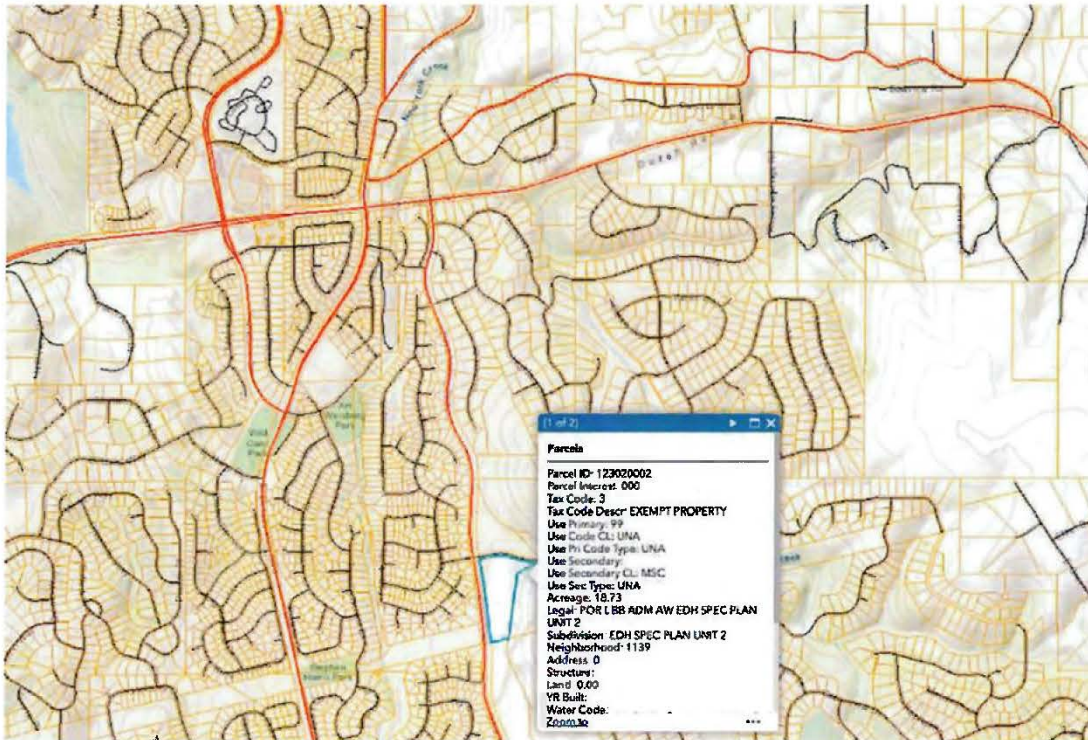 New York Creek
(1 of 2)
Parcels
Parcel ID: 123020002
Parcel Interest: 000
Tax Code: 3
Tax Code Descr: EXEMPT PROPERTY
Use Primary: 99
Use Code CL: UNA
Use Pri Code Type: UNA
Use Secondary:
Use Secondary CL: MSC
Use Sec Type: UNA
Acreage: 18.73
Legal: POR L BB ADM AW EDH SPEC PLAN
UNIT 2
Subdivision: EDH SPEC PLAN UNIT 2
Neighborhood: 1139
Address: 0
Structure:
Land: 0.00
YR Built:
Water Code:
Zoom to
•••
Park
Park